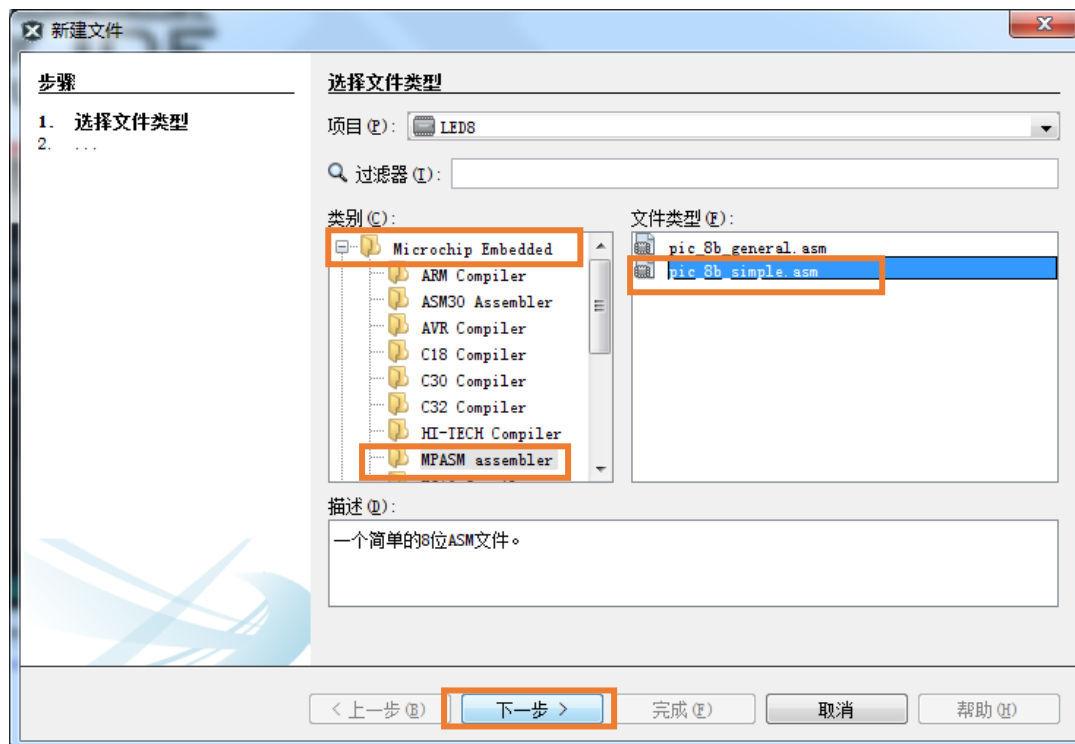 新建文件
步骤
1. 选择文件类型
2. ...
选择文件类型
项目(P): LED8
过滤器(I):
类别(C):
Microchip Embedded
ARM Compiler
ASM30 Assembler
AVR Compiler
C18 Compiler
C30 Compiler
C32 Compiler
HI-TECH Compiler
MPASM assembler
文件类型(F):
pic_8b_general.asm
pic_8b_simple.asm
描述(D):
一个简单的8位ASM文件。
< 上一步(B)
下一步 >
完成(F)
取消
帮助(H)